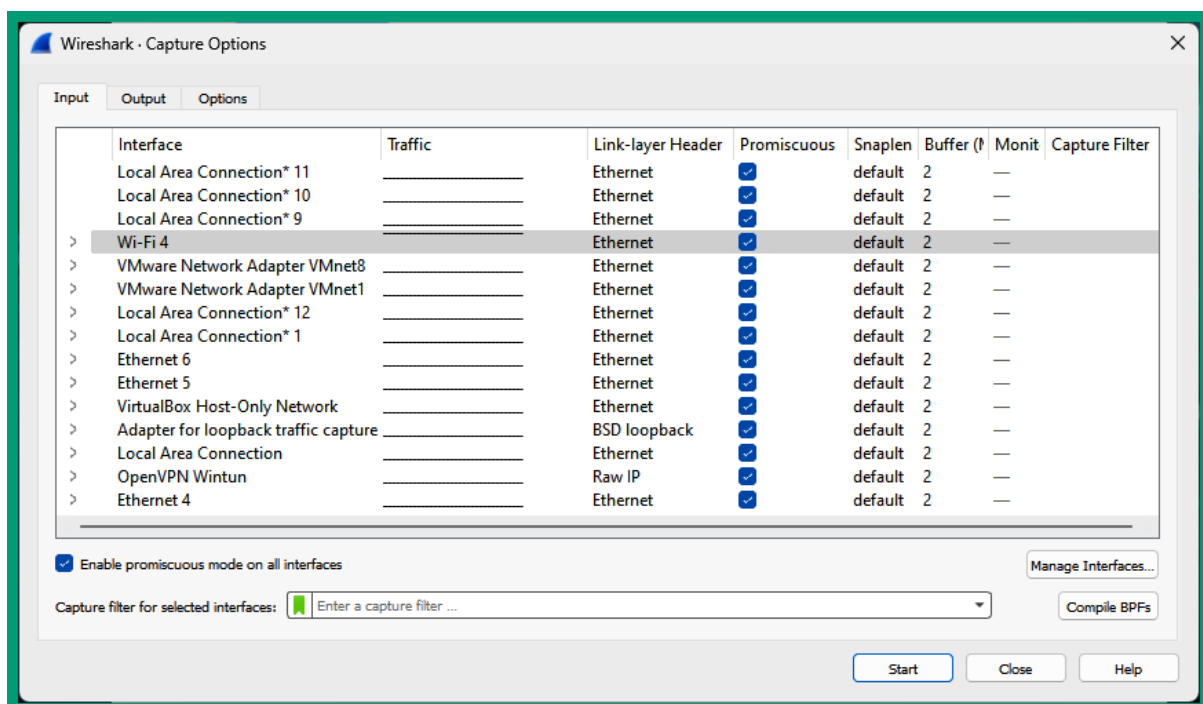 Wireshark · Capture Options
Input Output Options
Interface Traffic Link-layer Header Promiscuous Snaplen Buffer (M Monit Capture Filter
Local Area Connection* 11 Ethernet default 2 —
Local Area Connection* 10 Ethernet default 2 —
Local Area Connection* 9 Ethernet default 2 —
Wi-Fi 4 Ethernet default 2 —
VMware Network Adapter VMnet8 Ethernet default 2 —
VMware Network Adapter VMnet1 Ethernet default 2 —
Local Area Connection* 12 Ethernet default 2 —
Local Area Connection* 1 Ethernet default 2 —
Ethernet 6 Ethernet default 2 —
Ethernet 5 Ethernet default 2 —
VirtualBox Host-Only Network Ethernet default 2 —
Adapter for loopback traffic capture BSD loopback default 2 —
Local Area Connection Ethernet default 2 —
OpenVPN Wintun Raw IP default 2 —
Ethernet 4 Ethernet default 2 —
Enable promiscuous mode on all interfaces Manage Interfaces...
Capture filter for selected interfaces: Enter a capture filter ... Compile BPFs
Start Close Help